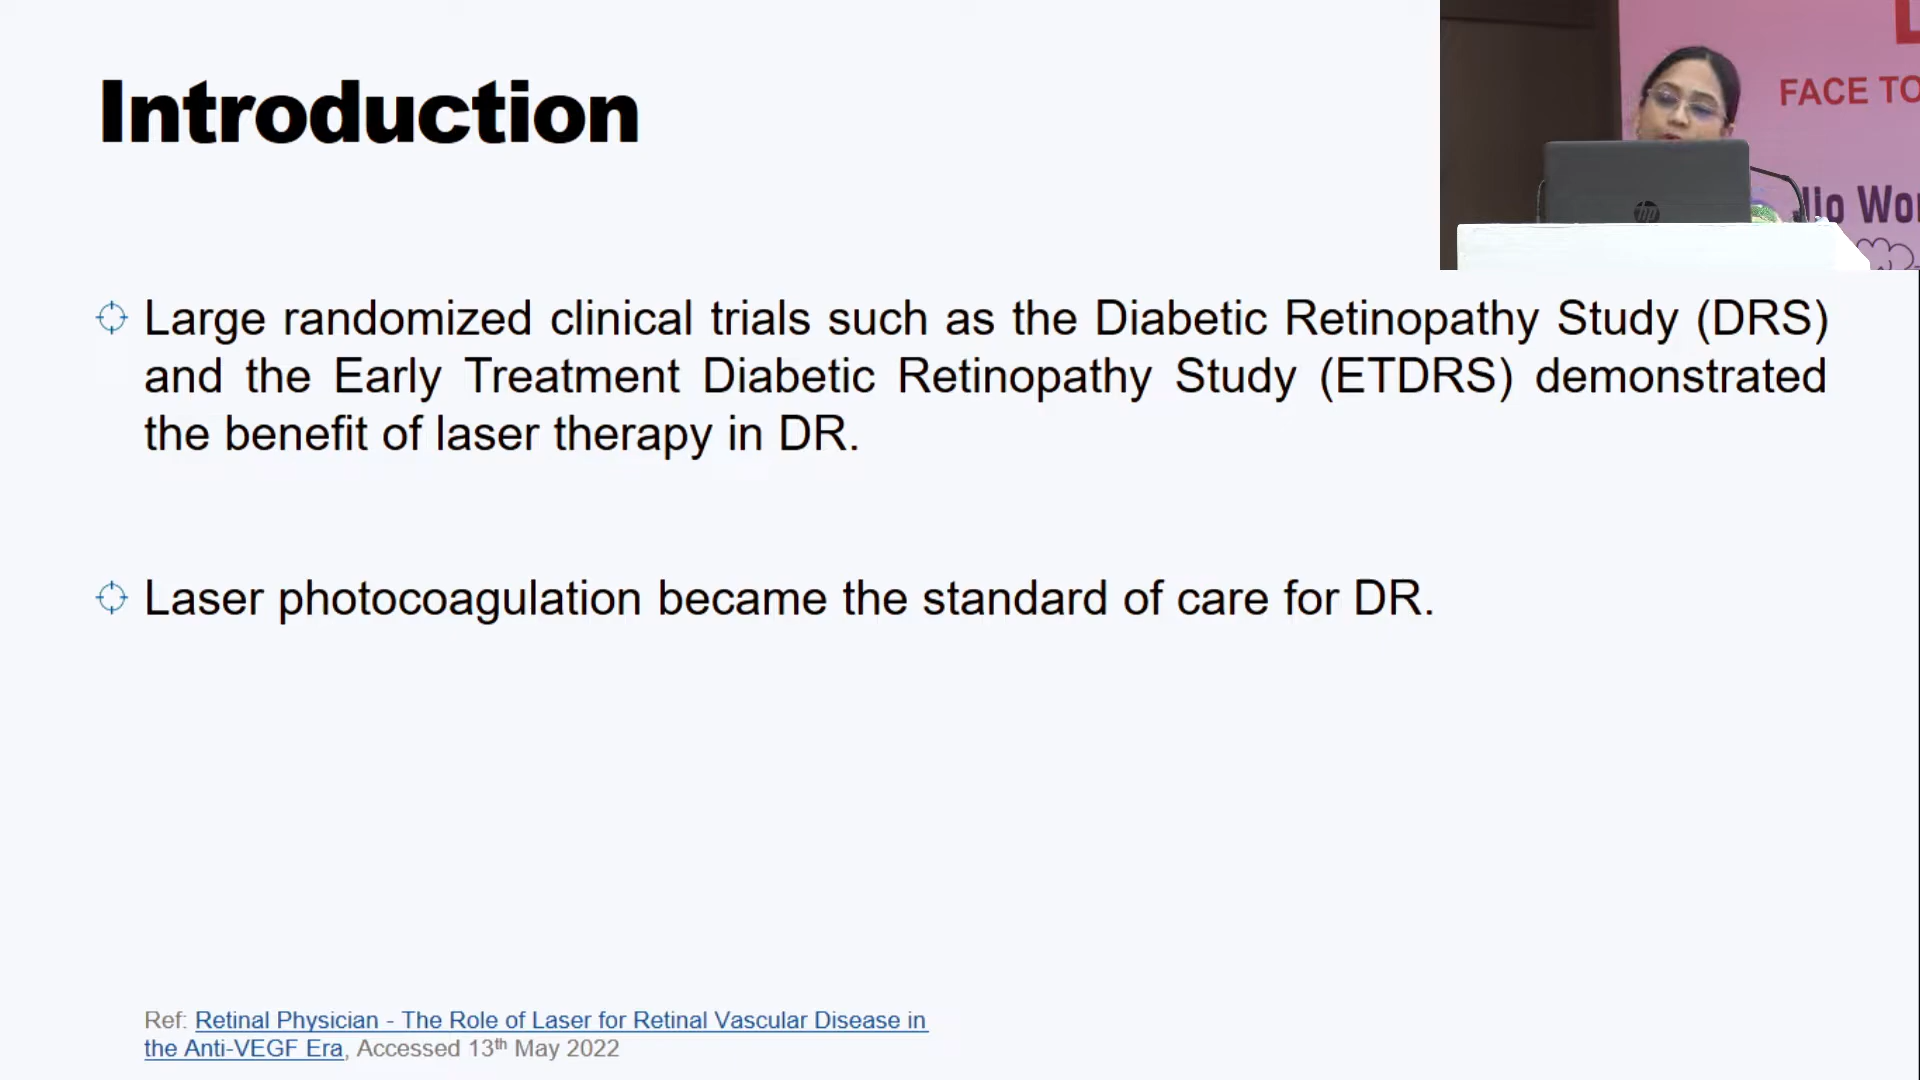 Introduction
FACE TO
hp
llo Wor
Large randomized clinical trials such as the Diabetic Retinopathy Study (DRS)
and the Early Treatment Diabetic Retinopathy Study (ETDRS) demonstrated
the benefit of laser therapy in DR.
Laser photocoagulation became the standard of care for DR.
Ref: Retinal Physician - The Role of Laser for Retinal Vascular Disease in
the Anti-VEGF Era, Accessed 13th May 2022